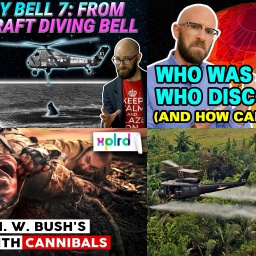 Y BELL 7: FROM
RAFT DIVING BELL
KEEP
CALM
AND
WHO WAS
WHO DISC
(AND HOW CA
xplrd
H. W. BUSH'S
TH CANNIBALS